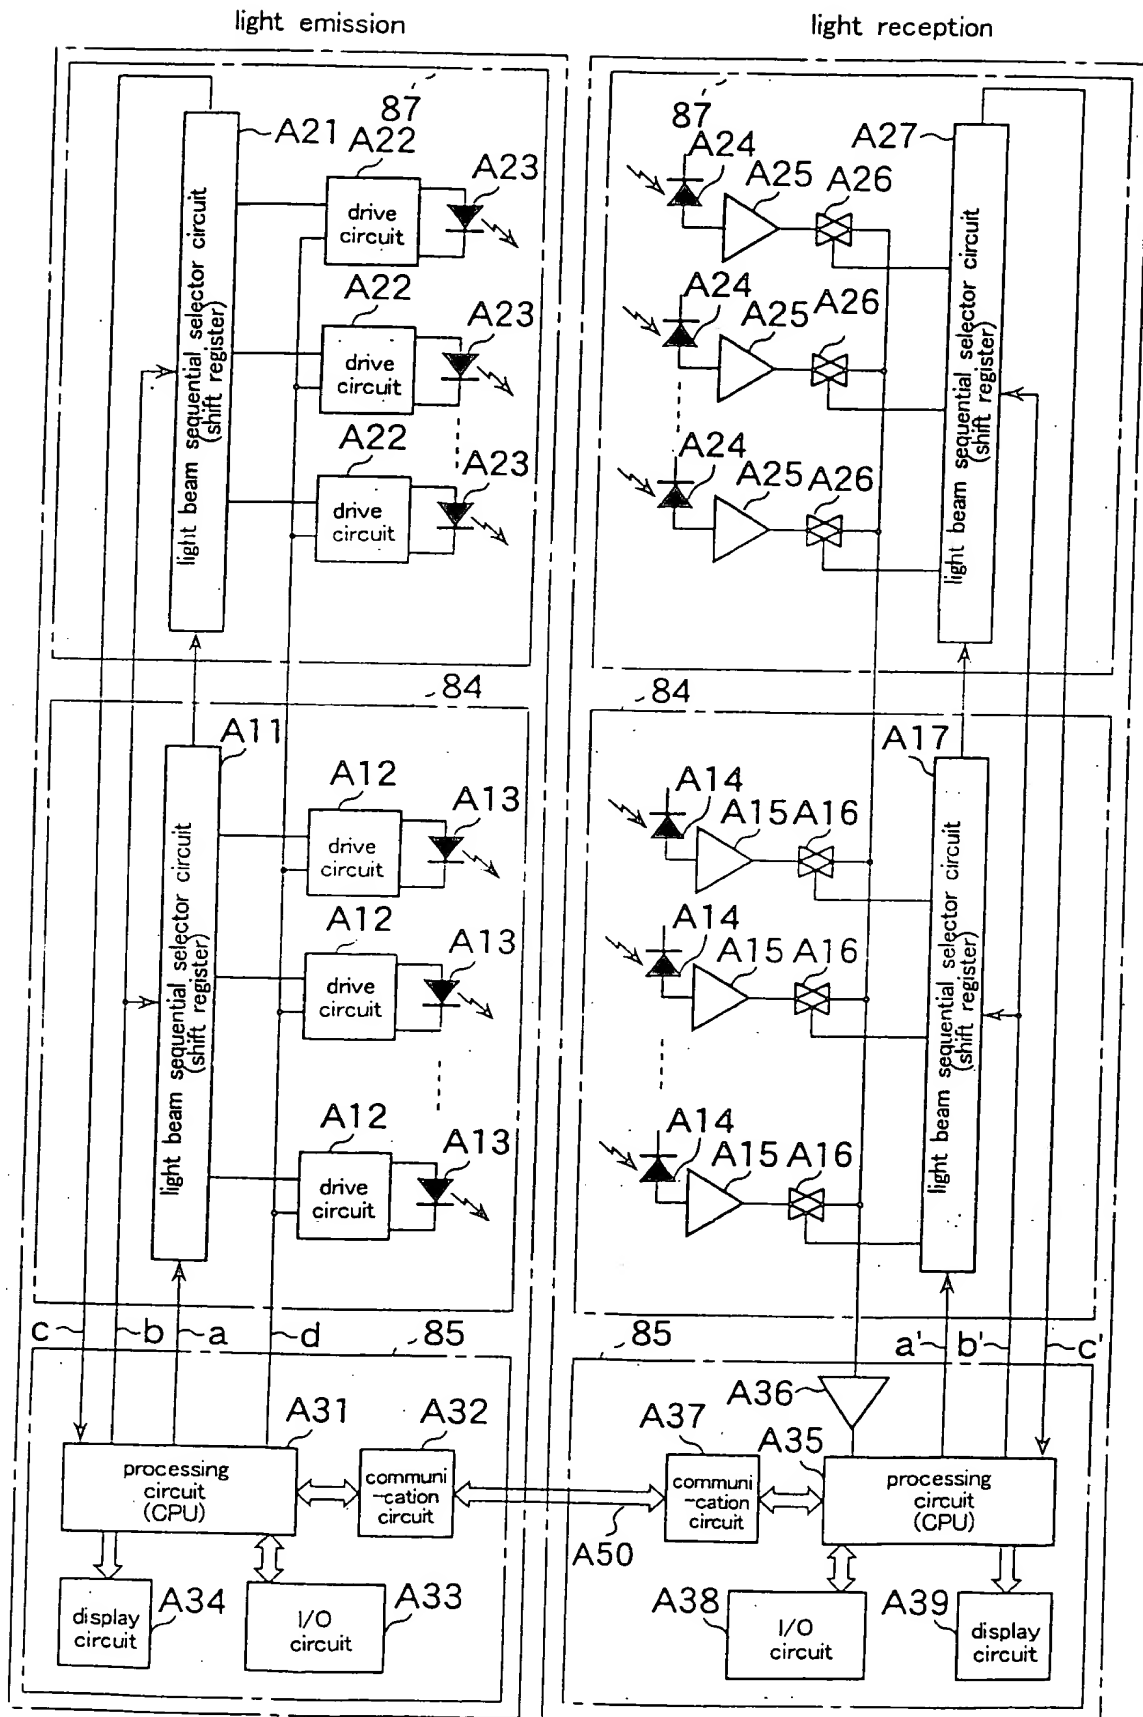 light emission
light reception
87
A21
A22
A23
drive
circuit
A22
A23
drive
circuit
A22
A23
drive
circuit
light beam sequential selector circuit
(shift register)
87
A24
A25
A26
A27
A24
A25
A26
A24
A25
A26
light beam sequential selector circuit
(shift register)
84
A11
A12
A13
drive
circuit
A12
A13
drive
circuit
A12
A13
drive
circuit
light beam sequential selector circuit
(shift register)
84
A17
A14
A15
A16
A14
A15
A16
A14
A15
A16
light beam sequential selector circuit
(shift register)
c
b
a
d
85
A31
A32
processing
circuit
(CPU)
communi
-cation
circuit
A34
A33
display
circuit
I/O
circuit
A50
85
a'
b'
c'
A36
A37
A35
communi
-cation
circuit
processing
circuit
(CPU)
A38
A39
I/O
circuit
display
circuit